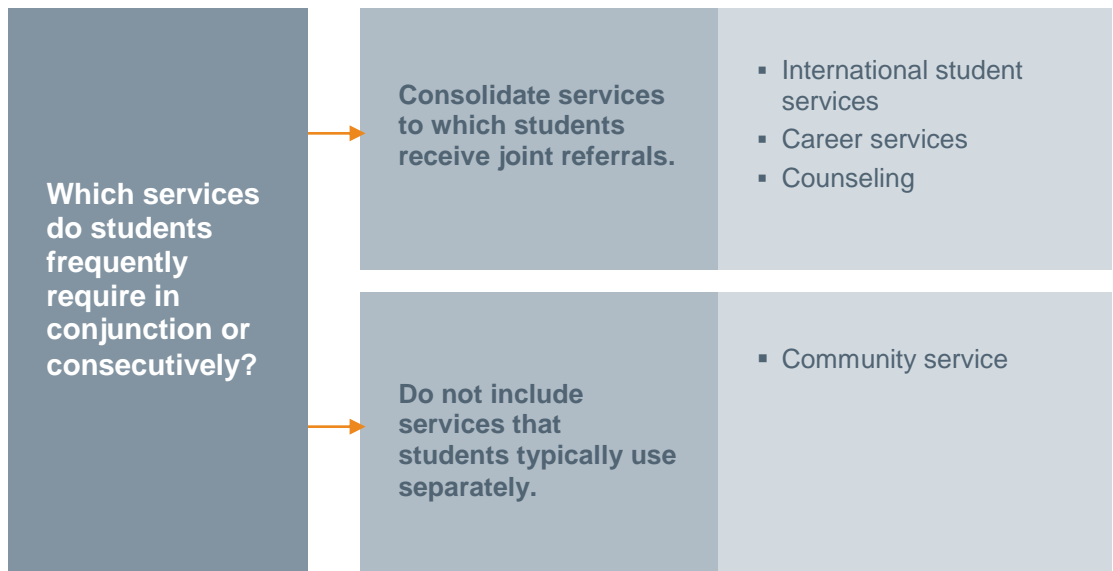 Which services
do students
frequently
require in
conjunction or
consecutively?
Consolidate services
to which students
receive joint referrals.
▪ International student
services
▪ Career services
▪ Counseling
Do not include
services that
students typically use
separately.
▪ Community service